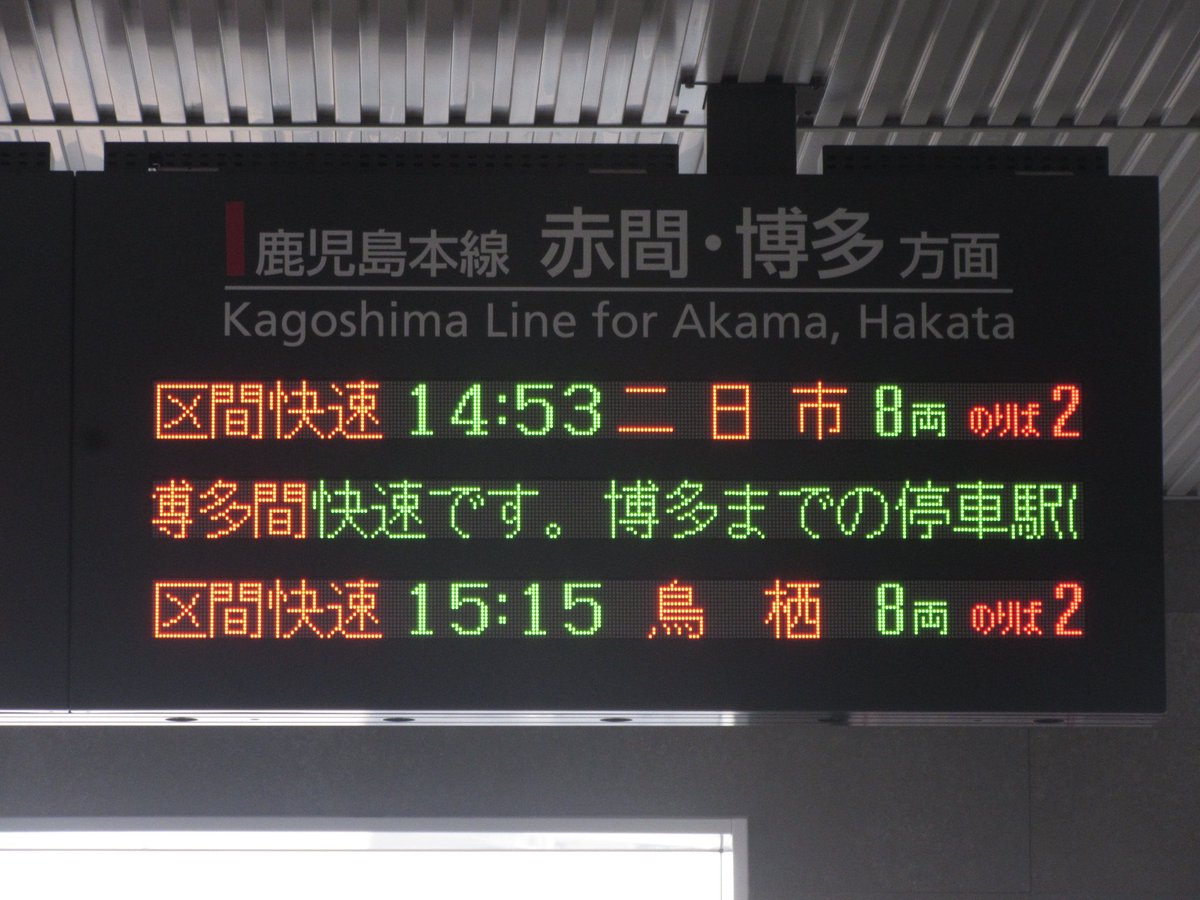 鹿児島本線 赤間・博多 方面
Kagoshima Line for Akama, Hakata
区間快速 14:53 二日市 8両 のりば 2
博多間快速です。 博多までの停車駅
区間快速 15:15 鳥栖 8両 のりば 2